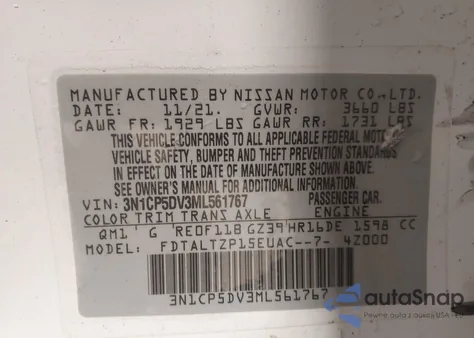 MANUFACTURED BY NISSAN MOTOR CO.,LTD.
DATE: 11/21. GVWR: 3660 LBS
GAWR FR: 1929 LBS GAWR RR: 1731 LBS
THIS VEHICLE CONFORMS TO ALL APPLICABLE FEDERAL MOTOR
VEHICLE SAFETY, BUMPER AND THEFT PREVENTION STANDARDS
IN EFFECT ON THE DATE OF MANUFACTURE SHOWN ABOVE.
SEE OWNER'S MANUAL FOR ADDITIONAL INFORMATION.
VIN: 3N1CP5DV3ML561767 PASSENGER CAR.
COLOR TRIM TRANS AXLE ENGINE
QM1' G 'RE0F11B GZ39'HR16DE 1598 CC
MODEL: FDTALTZP15EUAC--7- 4Z000
3N1CP5DV3ML561767
autoSnap
Pewne auto z USA